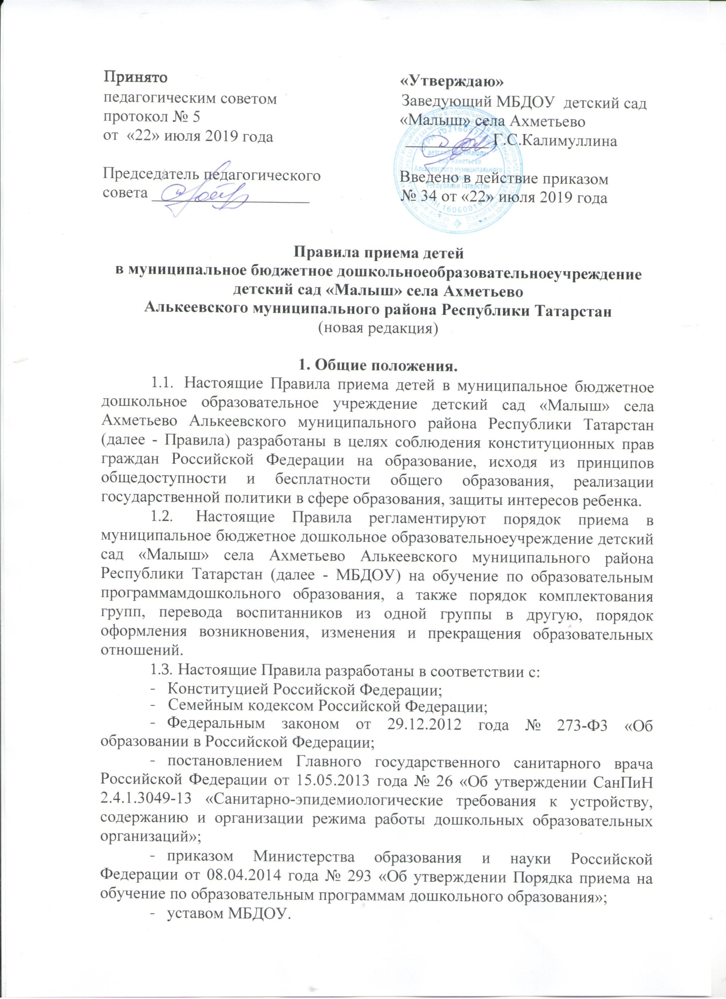 Принято
педагогическим советом
протокол № 5
от «22» июля 2019 года
Председатель педагогического
совета
«Утверждаю»
Заведующий МБДОУ детский сад
«Малыш» села Ахметьево
Г.С.Калимуллина
Введено в действие приказом
№ 34 от «22» июля 2019 года
детский сад «Малыш»
села Ахметьево
Алькеевского муниципального
района
Республики Татарстан
Правила приема детей
в муниципальное бюджетное дошкольноеобразовательноеучреждение
детский сад «Малыш» села Ахметьево
Алькеевского муниципального района Республики Татарстан
(новая редакция)
1. Общие положения.
1.1. Настоящие Правила приема детей в муниципальное бюджетное
дошкольное образовательное учреждение детский сад «Малыш» села
Ахметьево Алькеевского муниципального района Республики Татарстан
(далее - Правила) разработаны в целях соблюдения конституционных прав
граждан Российской Федерации на образование, исходя из принципов
общедоступности и бесплатности общего образования, реализации
государственной политики в сфере образования, защиты интересов ребенка.
1.2. Настоящие Правила регламентируют порядок приема в
муниципальное бюджетное дошкольное образовательноеучреждение детский
сад «Малыш» села Ахметьево Алькеевского муниципального района
Республики Татарстан (далее - МБДОУ) на обучение по образовательным
программамдошкольного образования, а также порядок комплектования
групп, перевода воспитанников из одной группы в другую, порядок
оформления возникновения, изменения и прекращения образовательных
отношений.
1.3. Настоящие Правила разработаны в соответствии с:
- Конституцией Российской Федерации;
- Семейным кодексом Российской Федерации;
- Федеральным законом от 29.12.2012 года № 273-ФЗ «Об
образовании в Российской Федерации;
- постановлением Главного государственного санитарного врача
Российской Федерации от 15.05.2013 года № 26 «Об утверждении СанПиН
2.4.1.3049-13 «Санитарно-эпидемиологические требования к устройству,
содержанию и организации режима работы дошкольных образовательных
организаций»;
- приказом Министерства образования и науки Российской
Федерации от 08.04.2014 года № 293 «Об утверждении Порядка приема на
обучение по образовательным программам дошкольного образования»;
- уставом МБДОУ.